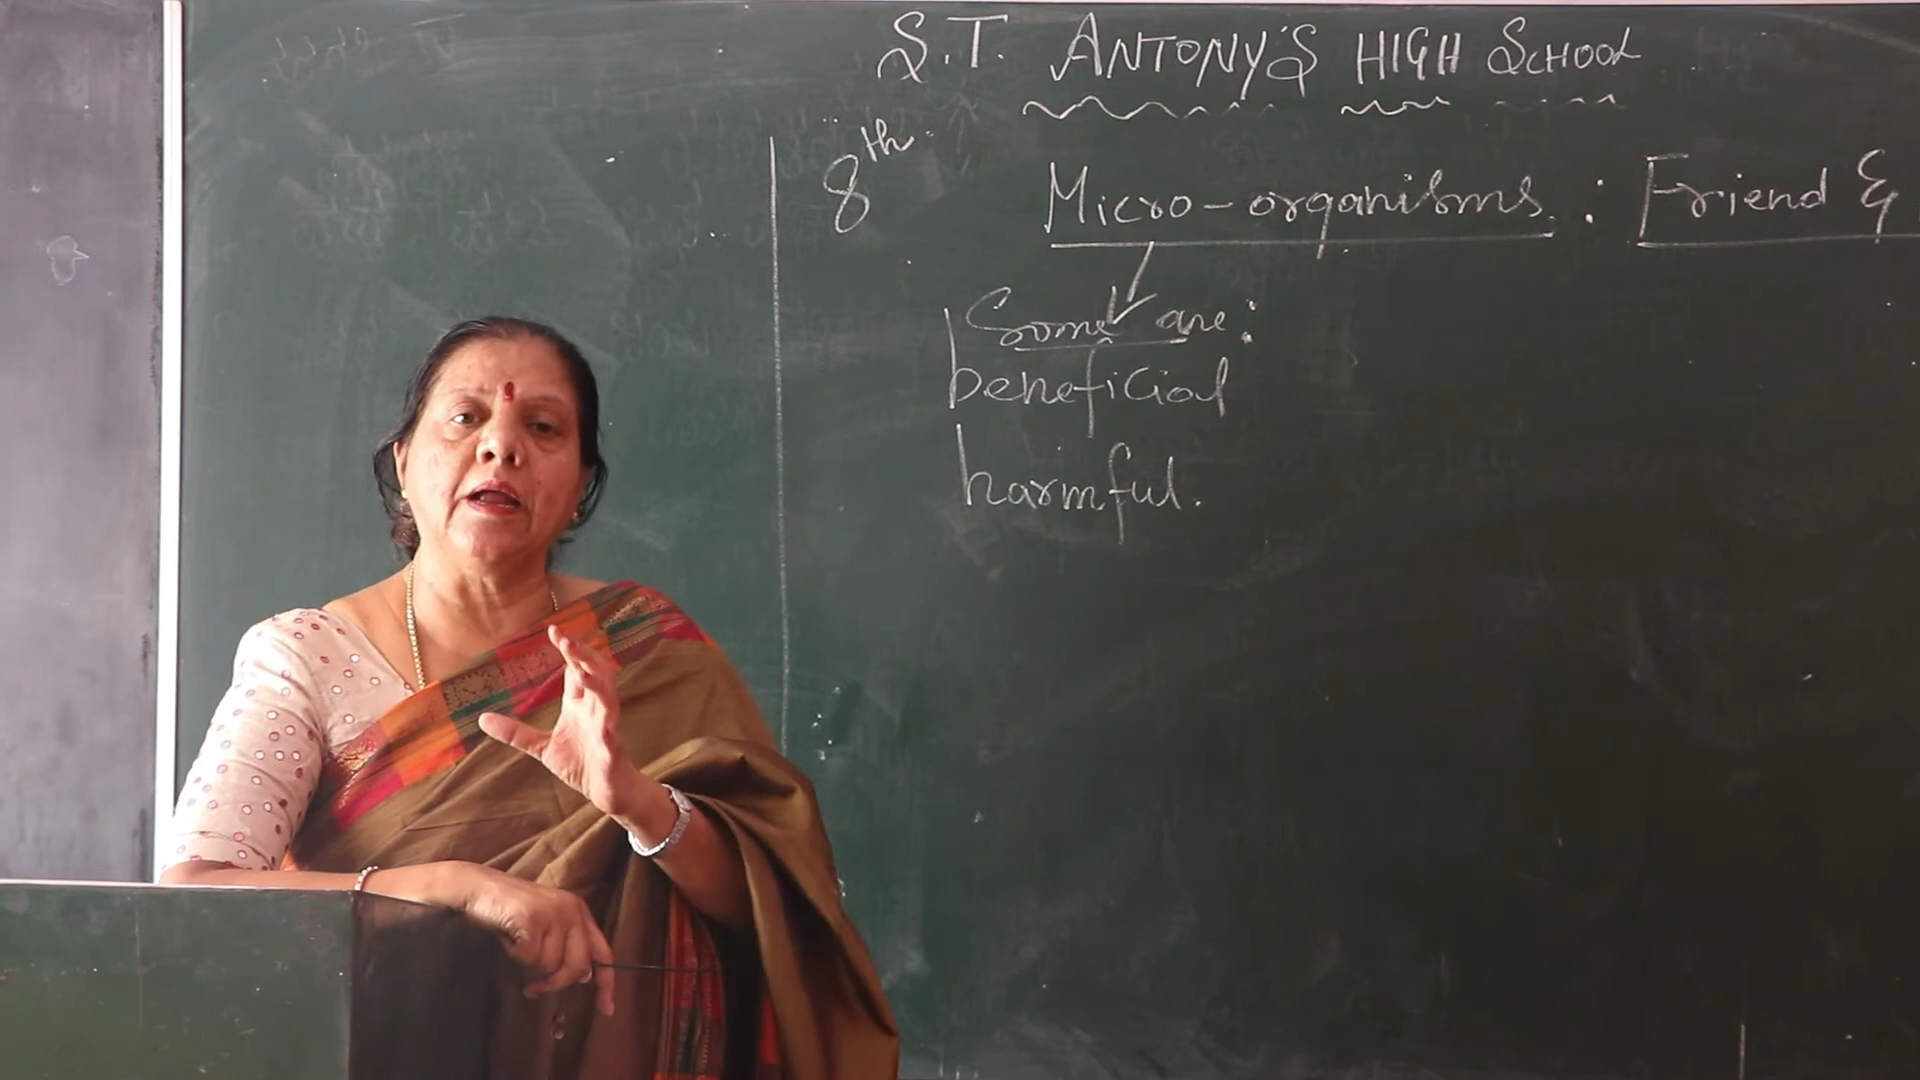 S.T. ANTONY'S HIGH SCHOOL
8th
Micro-organisms : Friend &
Some are:
beneficial
harmful.